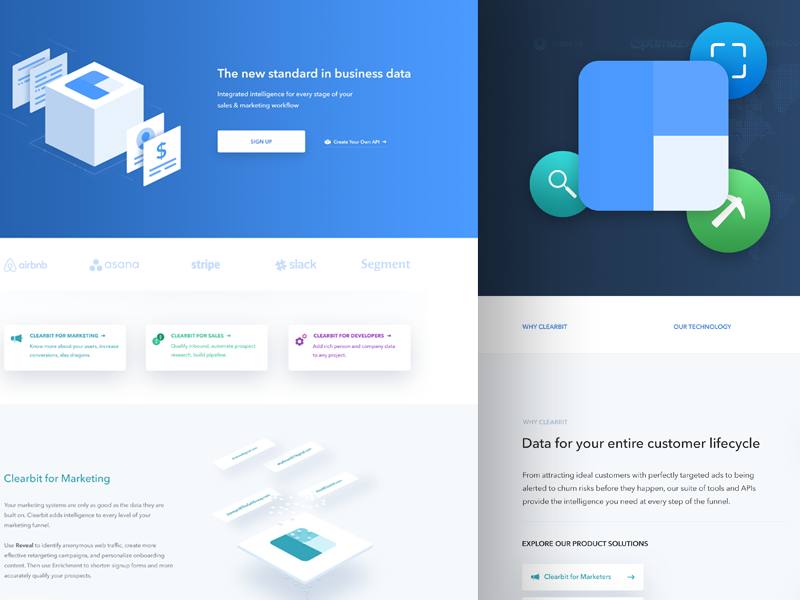 The new standard in business data
Integrated intelligence for every stage of your
sales & marketing workflow
SIGN UP
Create Your Own API →
$
airbnb
asana
stripe
slack
Segment
CLEARBIT FOR MARKETING →
Know more about your users, increase
conversions, slay dragons.
CLEARBIT FOR SALES →
Qualify inbound, automate prospect
research, build pipeline.
CLEARBIT FOR DEVELOPERS →
Add rich person and company data
to any project.
Clearbit for Marketing
Your marketing systems are only as good as the data they are
built on. Clearbit adds intelligence to every level of your
marketing funnel.
Use Reveal to identify anonymous web traffic, create more
effective retargeting campaigns, and personalize onboarding
content. Then use Enrichment to shorten signup forms and more
accurately qualify your prospects.
WHY CLEARBIT
OUR TECHNOLOGY
WHY CLEARBIT
Data for your entire customer lifecycle
From attracting ideal customers with perfectly targeted ads to being
alerted to churn risks before they happen, our suite of tools and APIs
provide the intelligence you need at every step of the funnel.
EXPLORE OUR PRODUCT SOLUTIONS
Clearbit for Marketers →